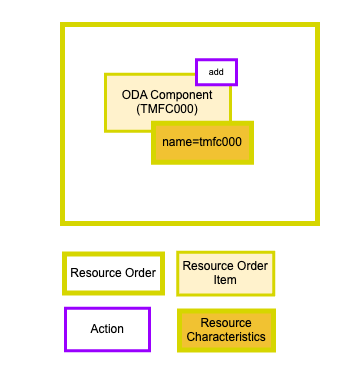 add
ODA Component
(TMFC000)
name=tmfc000
Resource Order
Resource Order
Item
Action
Resource
Characteristics